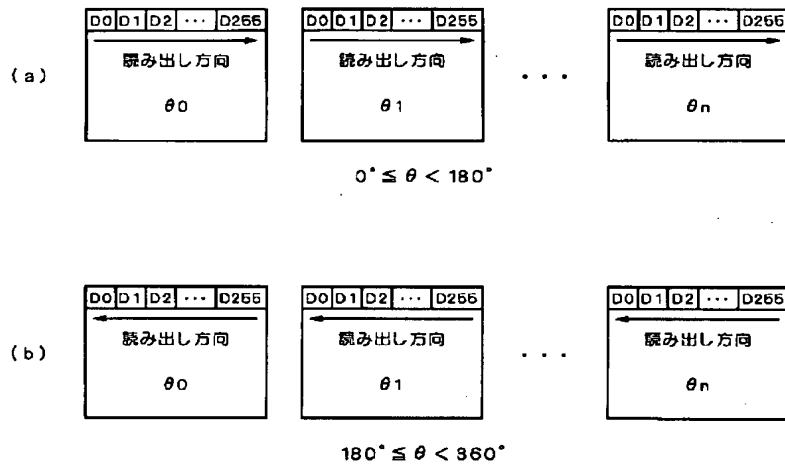 D0 D1 D2 ... D255 D0 D1 D2 ... D255 D0 D1 D2 ... D255
読み出し方向 読み出し方向 読み出し方向
(a) ...
θ0 θ1 θn
0° ≦ θ < 180°
D0 D1 D2 ... D255 D0 D1 D2 ... D255 D0 D1 D2 ... D255
読み出し方向 読み出し方向 読み出し方向
(b) ...
θ0 θ1 θn
180° ≦ θ < 360°